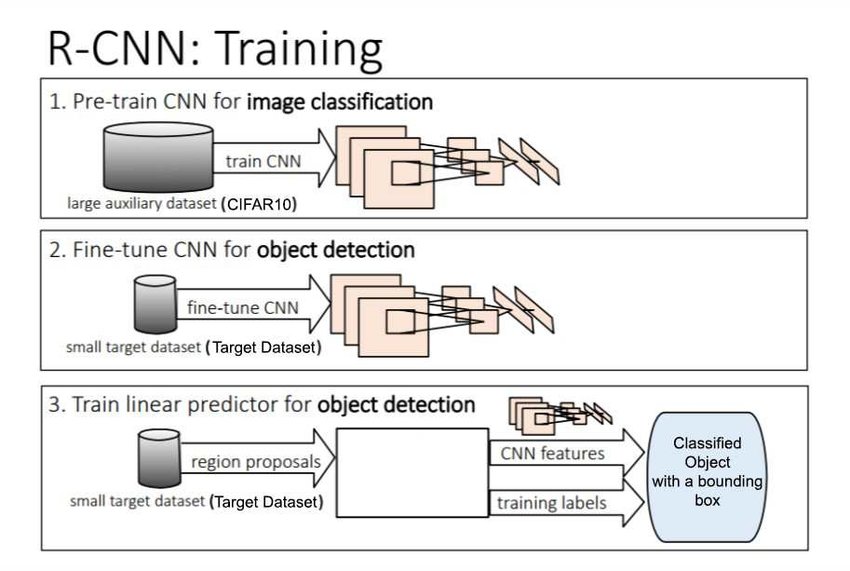 R-CNN: Training
1. Pre-train CNN for image classification
train CNN
large auxiliary dataset (CIFAR10)
2. Fine-tune CNN for object detection
fine-tune CNN
small target dataset (Target Dataset)
3. Train linear predictor for object detection
region proposals
small target dataset (Target Dataset)
CNN features
training labels
Classified
Object
with a bounding
box